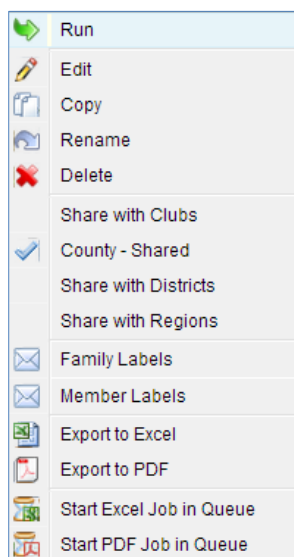 Run
Edit
Copy
Rename
Delete
Share with Clubs
County - Shared
Share with Districts
Share with Regions
Family Labels
Member Labels
Export to Excel
Export to PDF
Start Excel Job in Queue
Start PDF Job in Queue